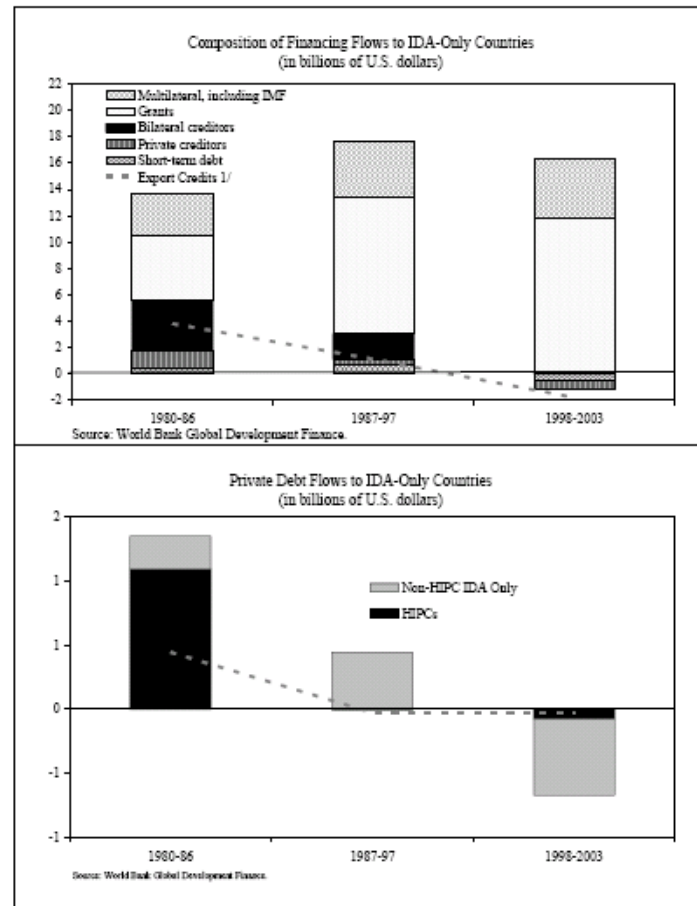 Composition of Financing Flows to IDA-Only Countries
(in billions of U.S. dollars)
22
20
18
16
14
12
10
8
6
4
2
0
-2
Multilateral, including IMF
Grants
Bilateral creditors
Private creditors
Short-term debt
Export Credits 1/
1980-86
1987-97
1998-2003
Source: World Bank Global Development Finance.
Private Debt Flows to IDA-Only Countries
(in billions of U.S. dollars)
2
1
1
0
-1
-1
Non-HIPC IDA Only
HIPCs
1980-86
1987-97
1998-2003
Source: World Bank Global Development Finance.